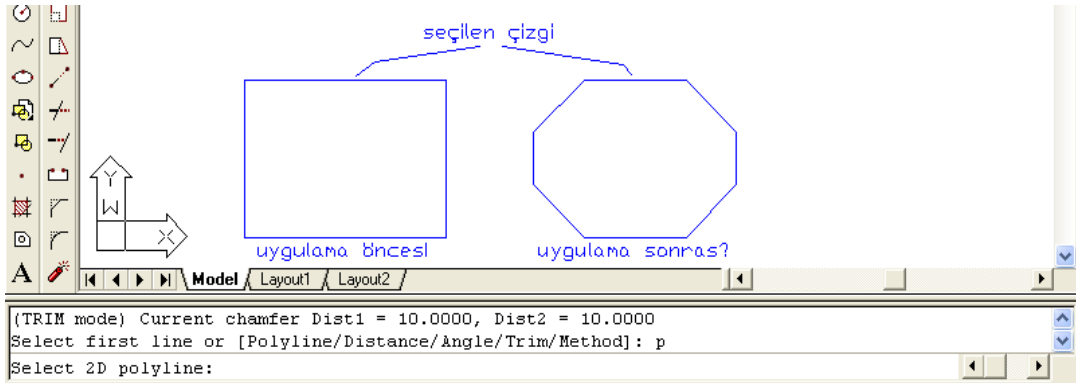 seçilen çizgi
uygulama öncesi
uygulama sonras?
Y
W
X
A
Model Layout1 Layout2
(TRIM mode) Current chamfer Dist1 = 10.0000, Dist2 = 10.0000
Select first line or [Polyline/Distance/Angle/Trim/Method]: p
Select 2D polyline: